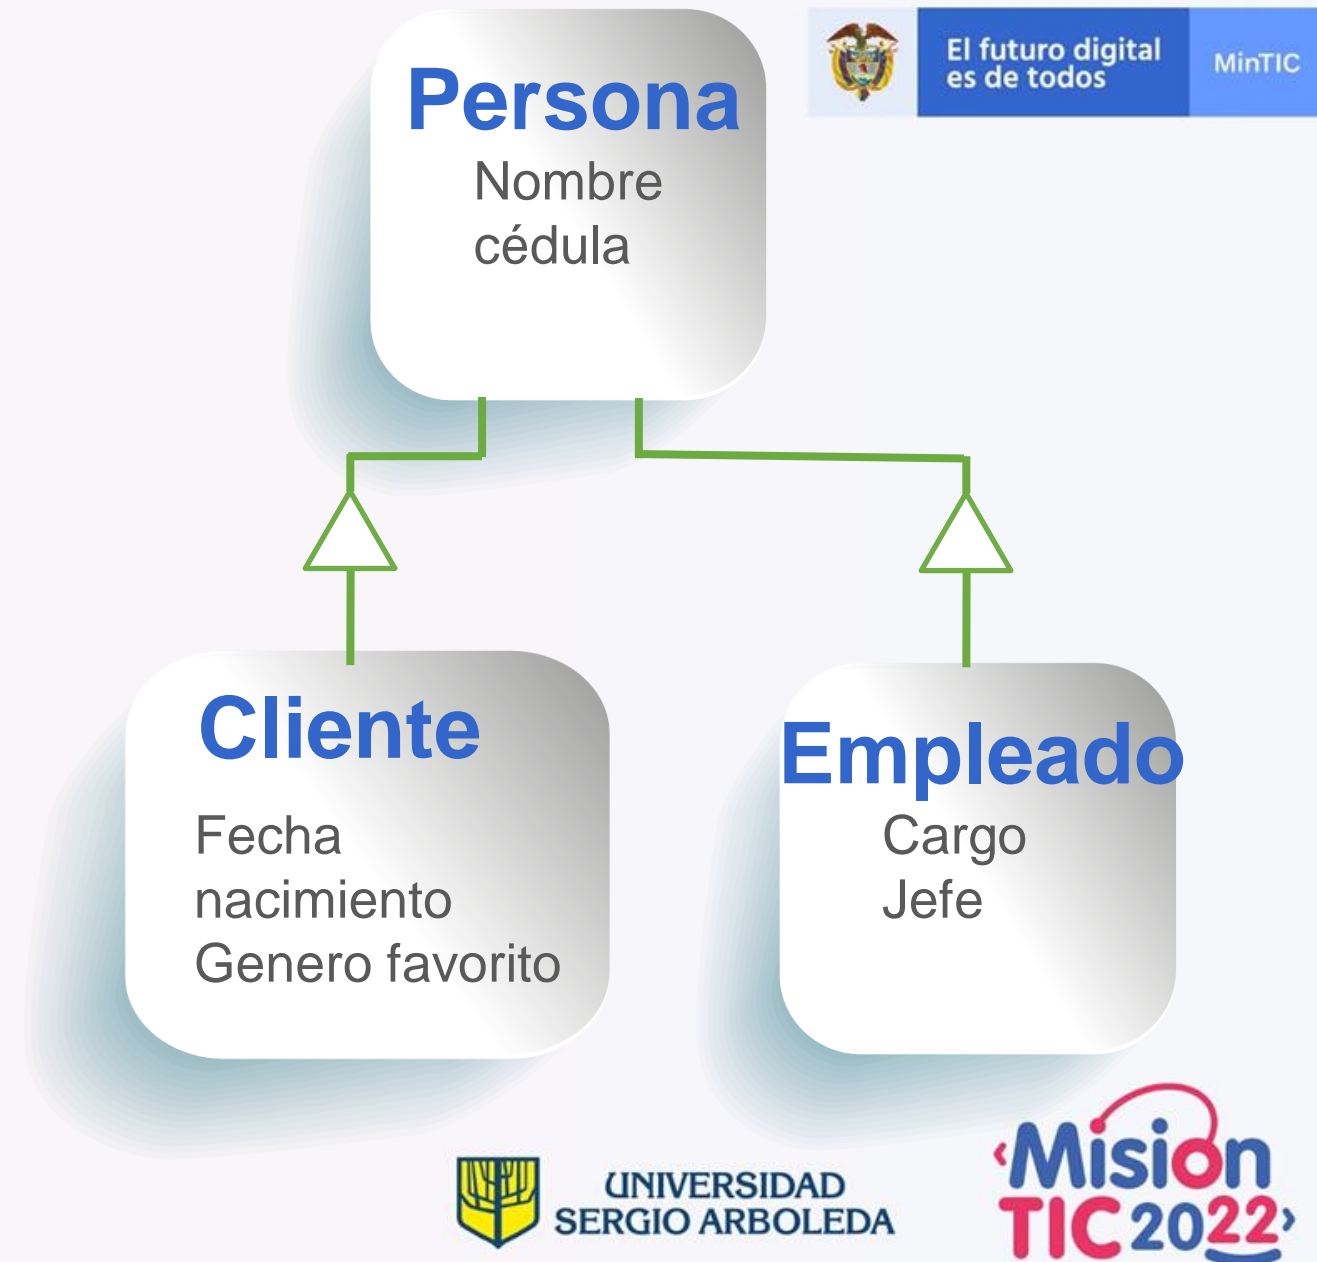 El futuro digital
es de todos
MinTIC
Persona
Nombre
cédula
Cliente
Fecha
nacimiento
Genero favorito
Empleado
Cargo
Jefe
UNIVERSIDAD
SERGIO ARBOLEDA
‹Misión
TIC 2022›